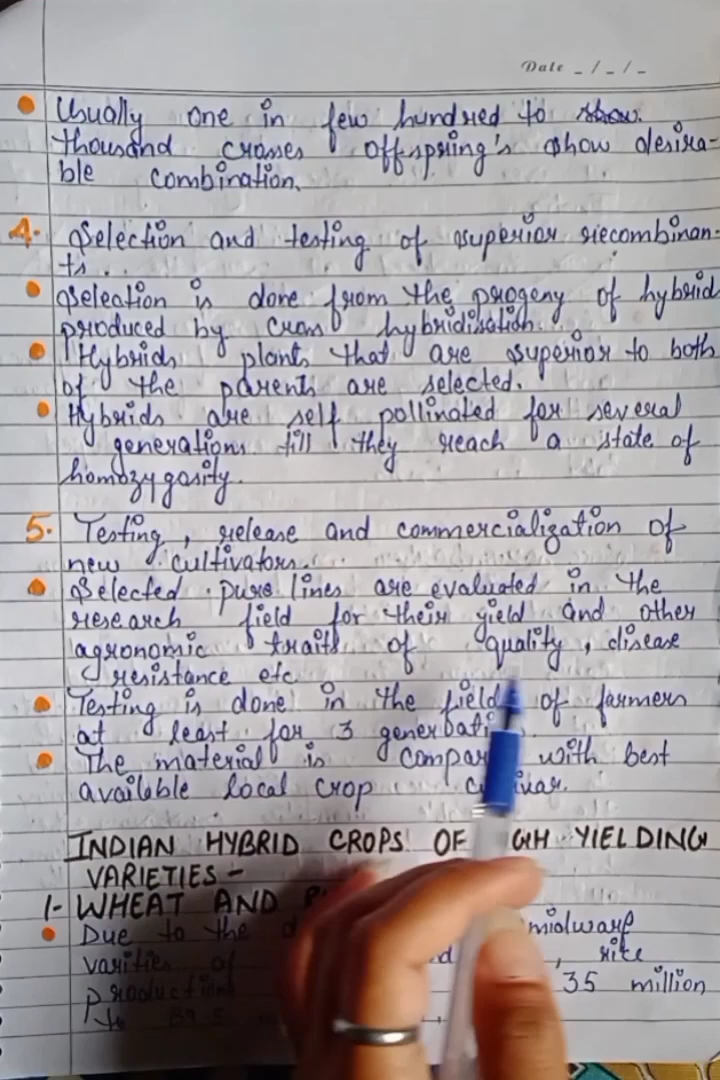 Date _ / _ / _
Usually one in few hundred to
thousand crosses offspring's show desira-
ble combination.
4. Selection and testing of superior recombinan-
ts..
Selection is done from the progeny of hybrid
produced by cross hybridisation.
Hybrids plants that are superior to both
of the parents are selected.
Hybrids are self pollinated for several
generations till they reach a state of
homozygosity.
5. Testing, release and commercialization of
new cultivators.
Selected pure lines are evaluated in the
research field for their yield and other
agronomic traits of quality, disease
resistance etc
Testing is done in the field of farmers
at least for 3
The material is with best
available local crop
INDIAN HYBRID CROPS OF YIELDING
VARIETIES -
1- WHEAT AND
Due to the
varities of , rice
35 million
to